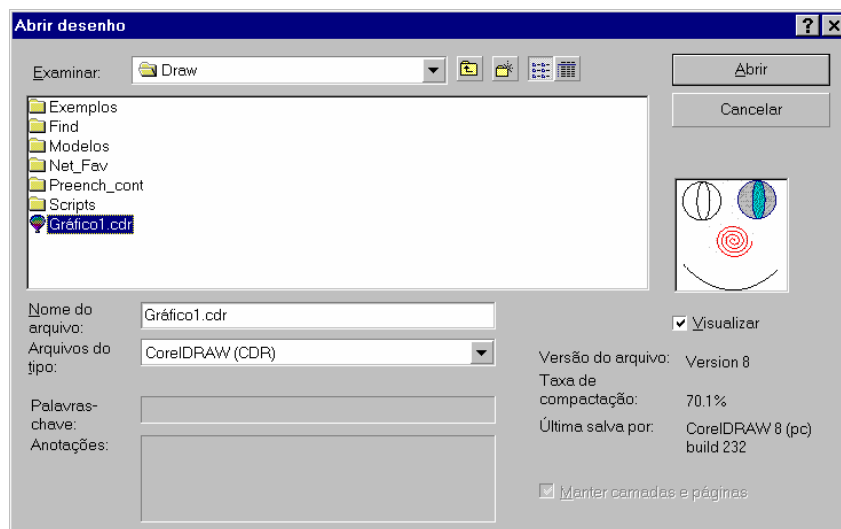 Abrir desenho
Examinar: Draw
Abrir
Cancelar
Exemplos
Find
Modelos
Net_Fav
Preench_cont
Scripts
Gráfico1.cdr
Nome do
arquivo: Gráfico1.cdr
Arquivos do
tipo: CorelDRAW (CDR)
Palavras-
chave:
Anotações:
Visualizar
Versão do arquivo: Version 8
Taxa de
compactação: 70.1%
Última salva por: CorelDRAW 8 (pc)
build 232
Manter camadas e páginas